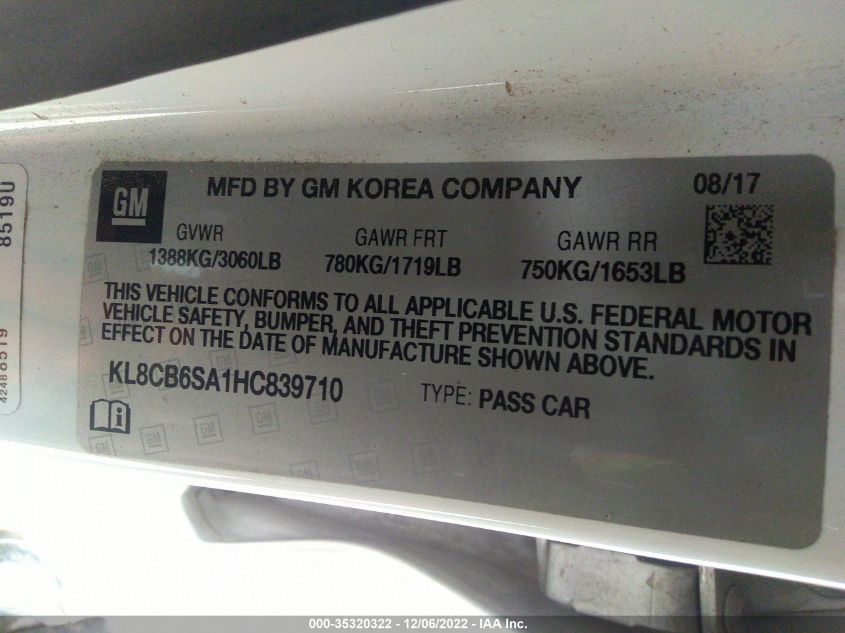 GM
MFD BY GM KOREA COMPANY
08/17
GVWR
GAWR FRT
GAWR RR
1388KG/3060LB
780KG/1719LB
750KG/1653LB
THIS VEHICLE CONFORMS TO ALL APPLICABLE U.S. FEDERAL MOTOR
VEHICLE SAFETY, BUMPER, AND THEFT PREVENTION STANDARDS IN
EFFECT ON THE DATE OF MANUFACTURE SHOWN ABOVE.
KL8CB6SA1HC839710
TYPE: PASS CAR
8519U
4248 8519
000-35320322 - 12/06/2022 - IAA Inc.